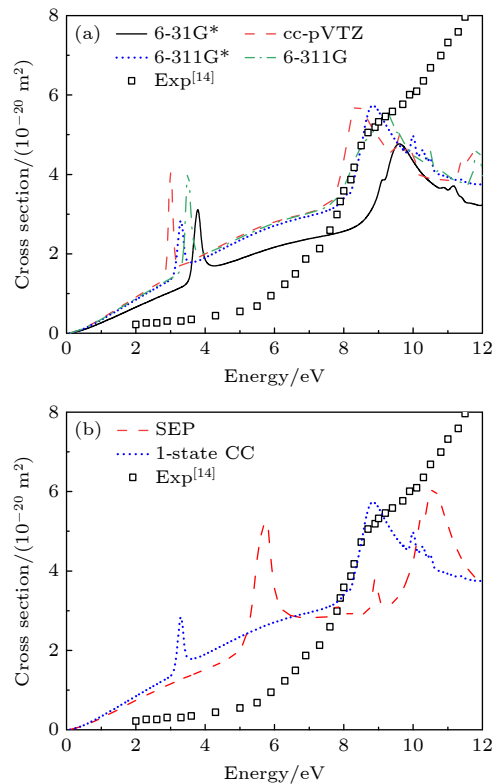 (a)
6-31G*
cc-pVTZ
6-311G*
6-311G
Exp[14]
8
6
4
2
0
Cross section/(10⁻²⁰ m²)
0 2 4 6 8 10 12
Energy/eV
(b)
SEP
1-state CC
Exp[14]
8
6
4
2
0
Cross section/(10⁻²⁰ m²)
0 2 4 6 8 10 12
Energy/eV